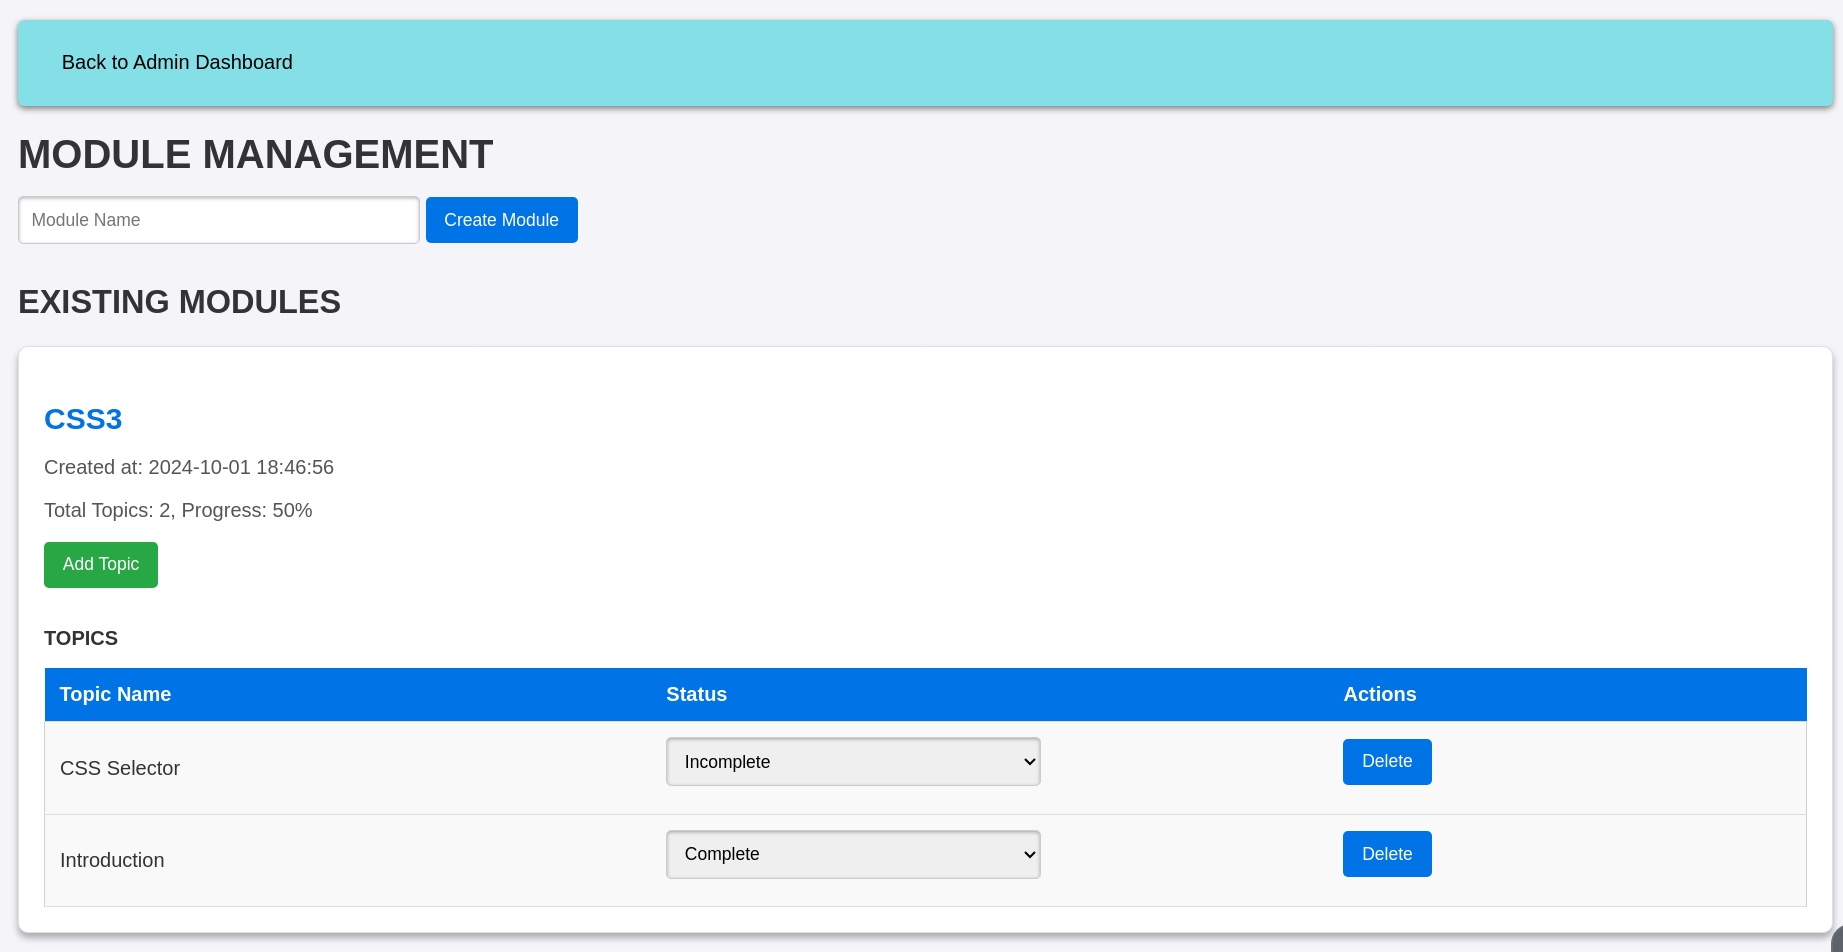 Back to Admin Dashboard
MODULE MANAGEMENT
Module Name Create Module
EXISTING MODULES
CSS3
Created at: 2024-10-01 18:46:56
Total Topics: 2, Progress: 50%
Add Topic
TOPICS
Topic Name Status Actions
CSS Selector Incomplete Delete
Introduction Complete Delete